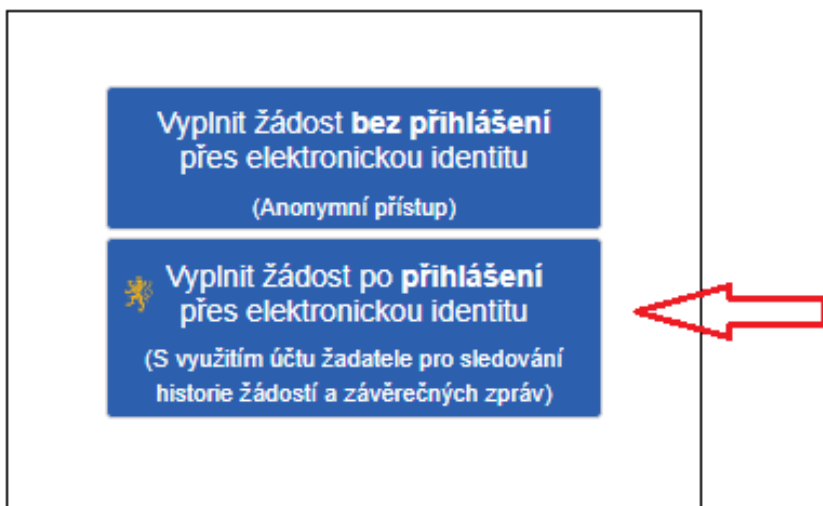 Vyplnit žádost bez přihlášení
přes elektronickou identitu
(Anonymní přístup)
Vyplnit žádost po přihlášení
přes elektronickou identitu
(S využitím účtu žadatele pro sledování
historie žádostí a závěrečných zpráv)